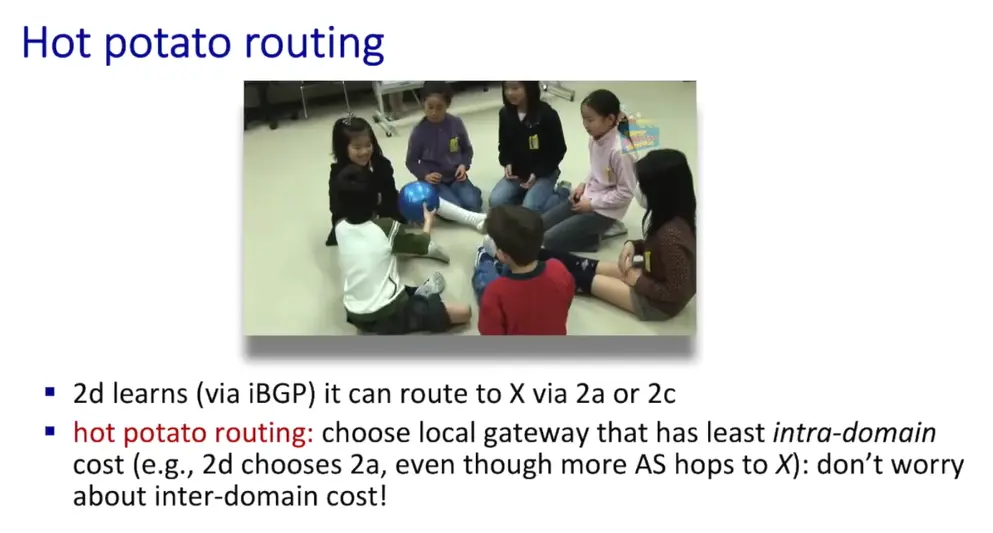 Hot potato routing
▪ 2d learns (via iBGP) it can route to X via 2a or 2c
▪ hot potato routing: choose local gateway that has least intra-domain
cost (e.g., 2d chooses 2a, even though more AS hops to X): don’t worry
about inter-domain cost!